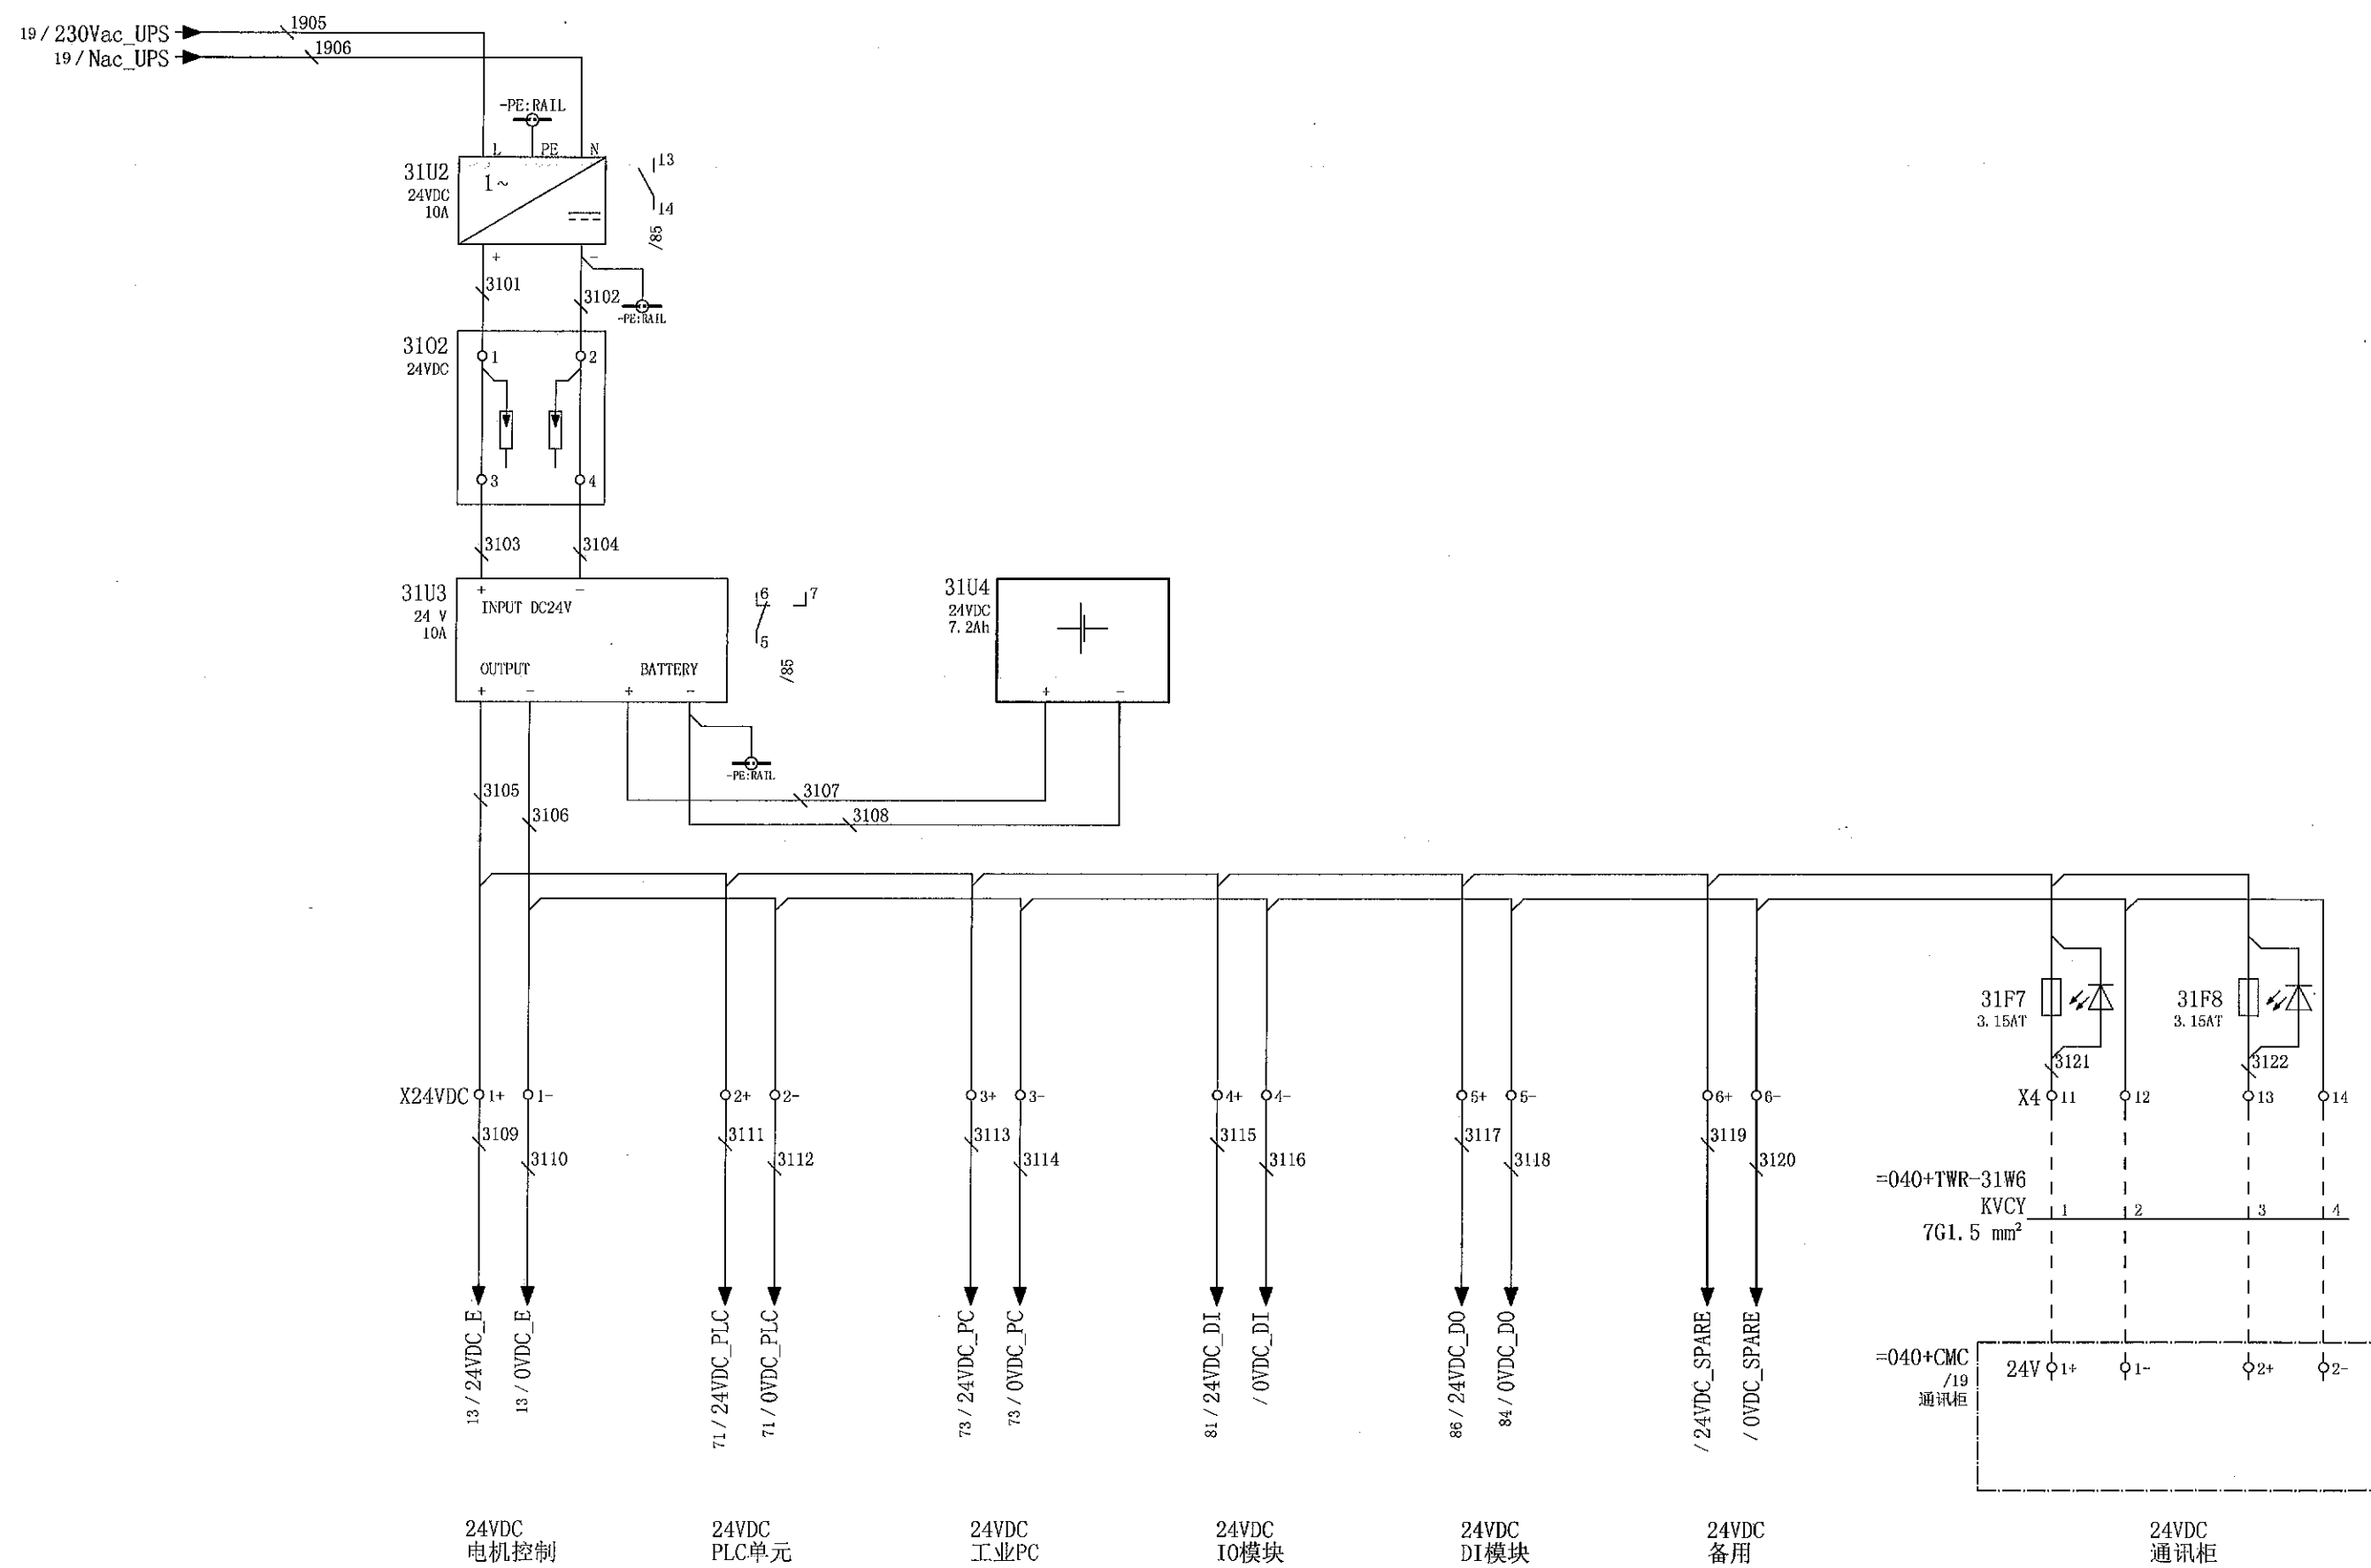 19 / 230Vac_UPS
1905
19 / Nac_UPS
1906
-PE:RAIL
L PE N
31U2
24VDC
10A
1~
13
14
/85
+ -
3101
3102
-PE:RAIL
3102
24VDC
1 2
3 4
3103 3104
31U3
24 V
10A
+ -
INPUT DC24V
OUTPUT BATTERY
+ - + -
6 7
5
/85
31U4
24VDC
7.2Ah
+ -
-PE:RAIL
3105
3106
3107
3108
31F7
3.15AT
31F8
3.15AT
3121 3122
X24VDC 1+ 1- 2+ 2- 3+ 3- 4+ 4- 5+ 5- 6+ 6- X4 11 12 13 14
3109 3111 3113 3115 3117 3119
3110 3112 3114 3116 3118 3120
=040+TWR-31W6
KVCY
7G1.5 mm²
1 2 3 4
13 / 24VDC_E
13 / 0VDC_E
71 / 24VDC_PLC
71 / 0VDC_PLC
73 / 24VDC_PC
73 / 0VDC_PC
81 / 24VDC_DI
/ 0VDC_DI
86 / 24VDC_DO
84 / 0VDC_DO
/ 24VDC_SPARE
/ 0VDC_SPARE
=040+CMC
/19
通讯柜
24V 1+ 1- 2+ 2-
24VDC
电机控制
24VDC
PLC单元
24VDC
工业PC
24VDC
IO模块
24VDC
DI模块
24VDC
备用
24VDC
通讯柜